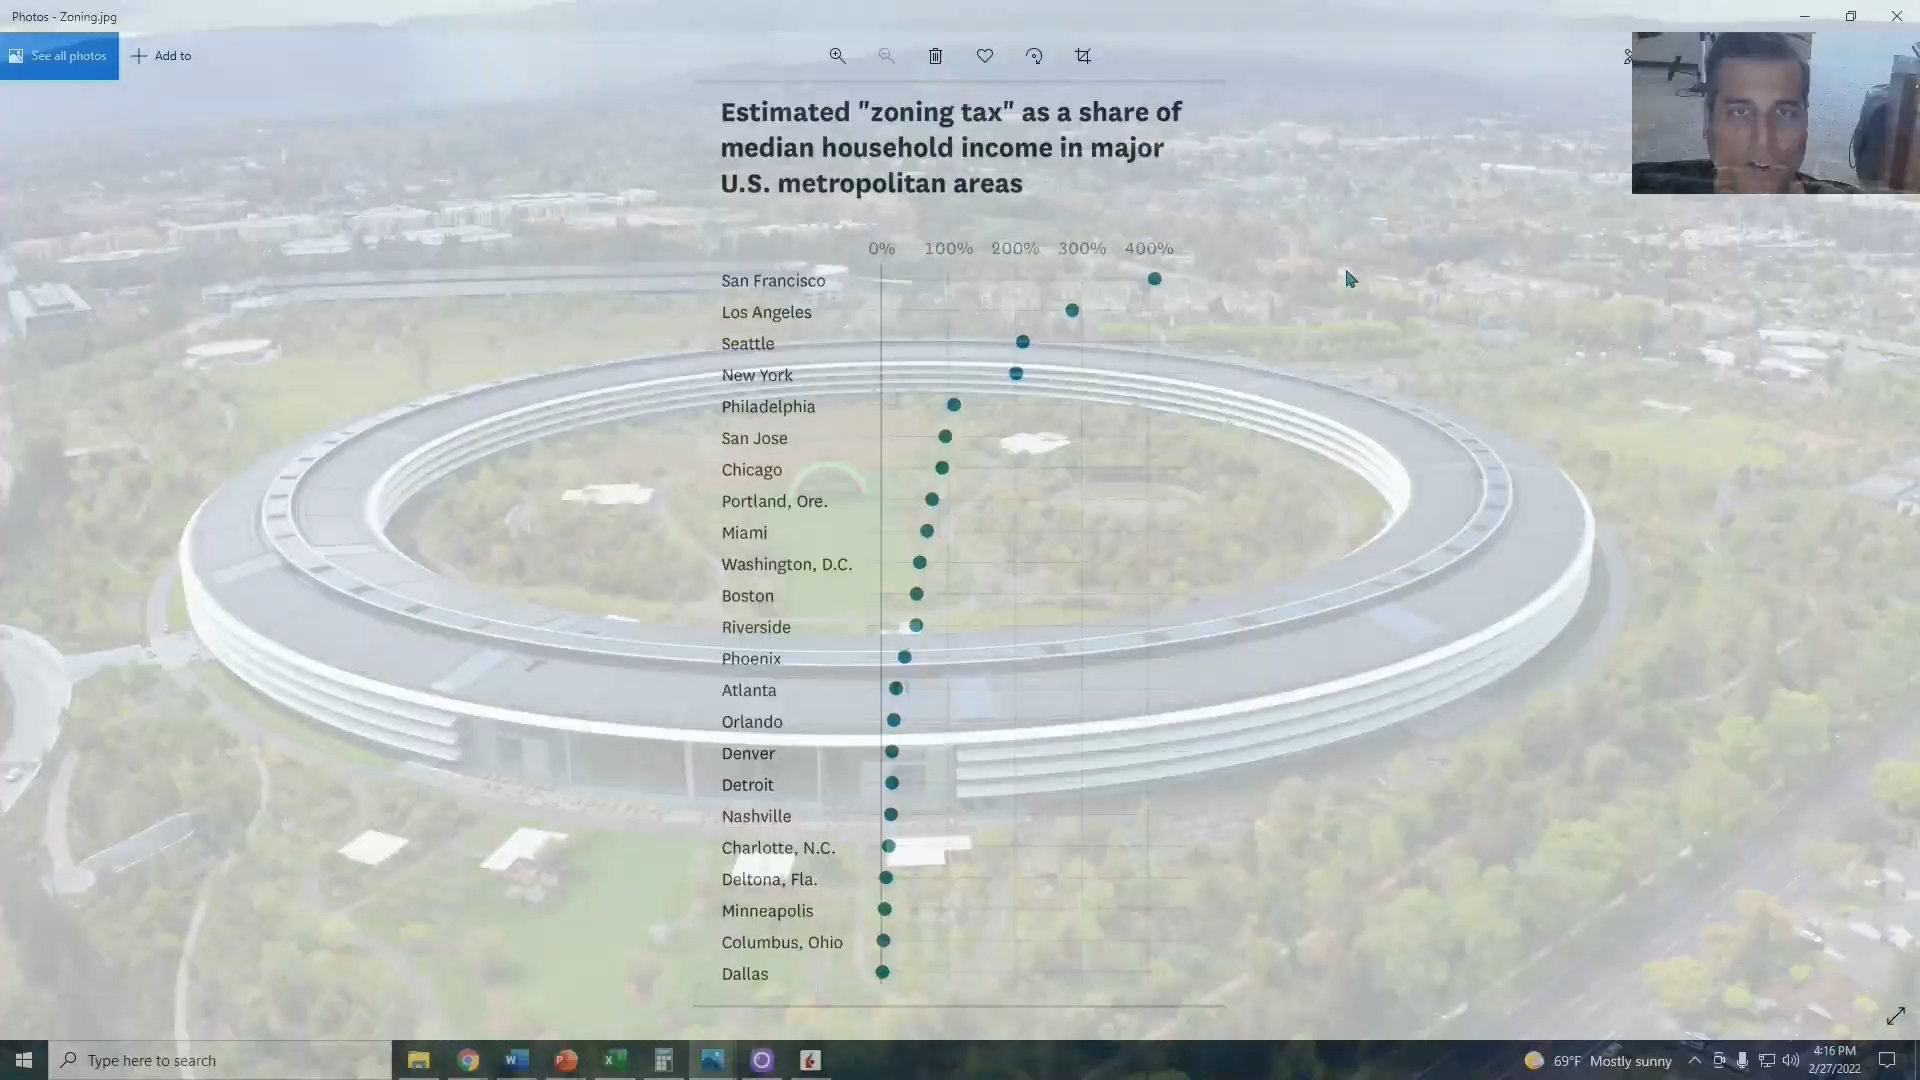 Photos - Zoning.jpg
See all photos
Add to
Estimated "zoning tax" as a share of
median household income in major
U.S. metropolitan areas
0% 100% 200% 300% 400%
San Francisco
Los Angeles
Seattle
New York
Philadelphia
San Jose
Chicago
Portland, Ore.
Miami
Washington, D.C.
Boston
Riverside
Phoenix
Atlanta
Orlando
Denver
Detroit
Nashville
Charlotte, N.C.
Deltona, Fla.
Minneapolis
Columbus, Ohio
Dallas
Type here to search
69°F Mostly sunny
4:16 PM
2/27/2022